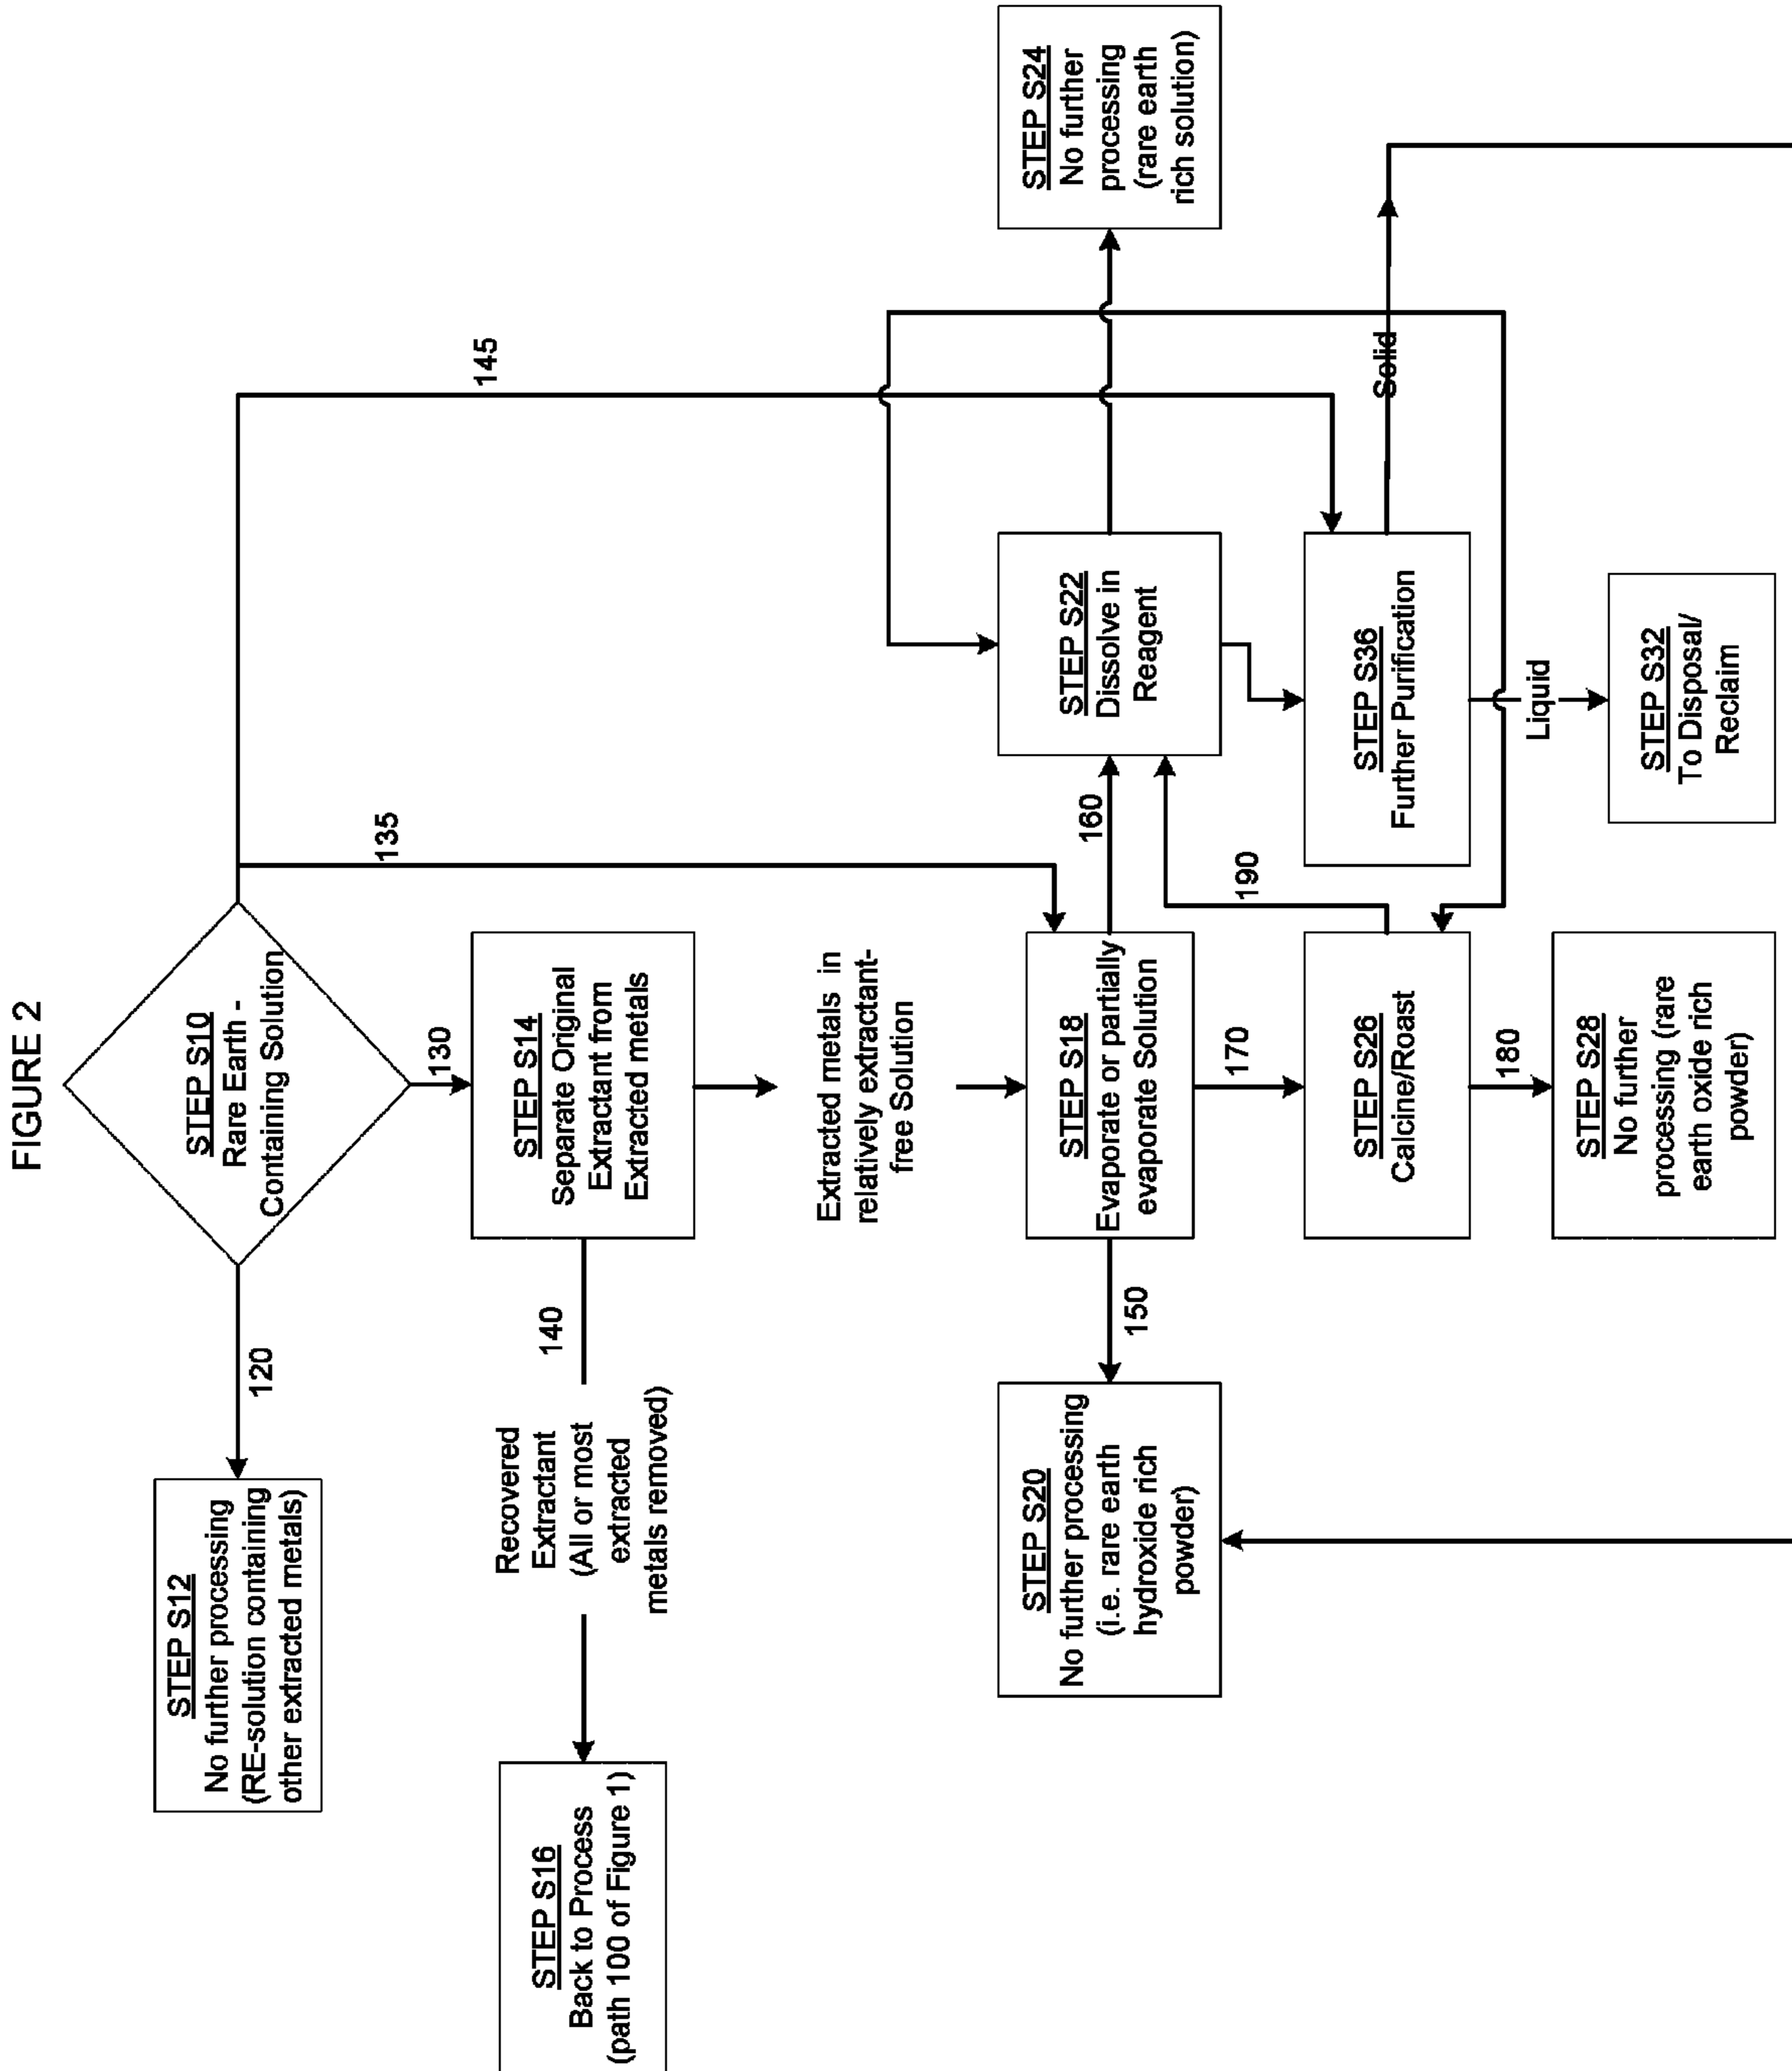 FIGURE 2
STEP S10
Rare Earth -
Containing Solution
120
STEP S12
No further processing
(RE-solution containing
other extracted metals)
130
135
145
STEP S14
Separate Original
Extractant from
Extracted metals
140
Recovered
Extractant
(All or most
extracted
metals removed)
STEP S16
Back to Process
(path 100 of Figure 1)
Extracted metals in
relatively extractant-
free Solution
STEP S18
Evaporate or partially
evaporate Solution
150
STEP S20
No further processing
(i.e. rare earth
hydroxide rich
powder)
160
STEP S22
Dissolve in
Reagent
STEP S24
No further
processing
(rare earth
rich solution)
170
STEP S26
Calcine/Roast
190
180
STEP S28
No further
processing (rare
earth oxide rich
powder)
STEP S36
Further Purification
Solid
Liquid
STEP S32
To Disposal/
Reclaim